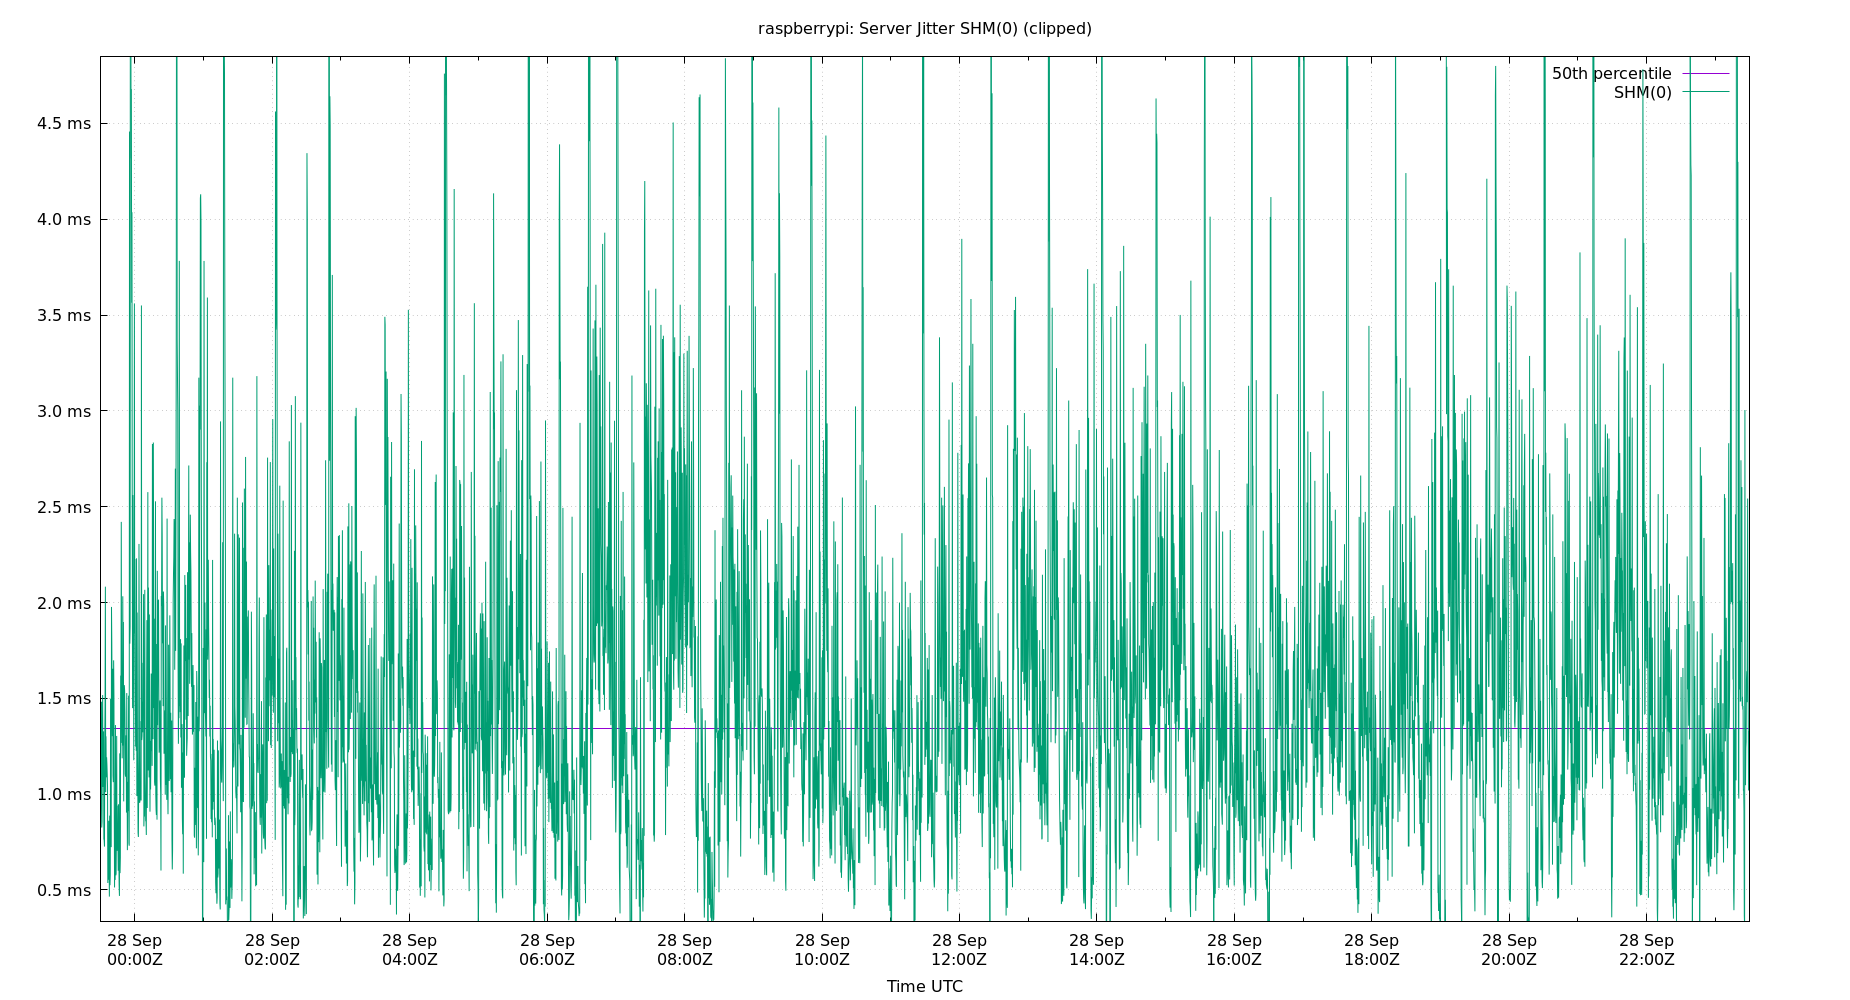 raspberrypi: Server Jitter SHM(0) (clipped)
50th percentile
SHM(0)
4.5 ms
4.0 ms
3.5 ms
3.0 ms
2.5 ms
2.0 ms
1.5 ms
1.0 ms
0.5 ms
28 Sep 28 Sep 28 Sep 28 Sep 28 Sep 28 Sep 28 Sep 28 Sep 28 Sep 28 Sep 28 Sep 28 Sep
00:00Z 02:00Z 04:00Z 06:00Z 08:00Z 10:00Z 12:00Z 14:00Z 16:00Z 18:00Z 20:00Z 22:00Z
Time UTC